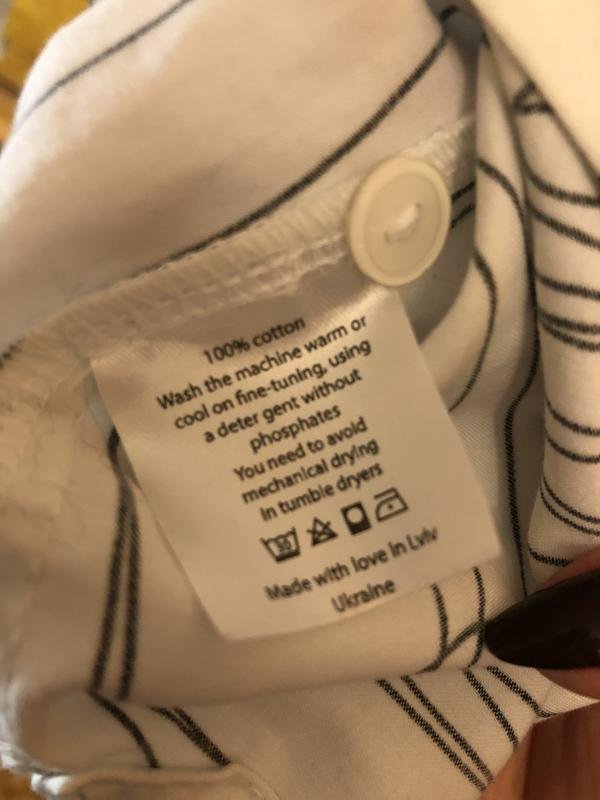 100% cotton
Wash the machine warm or
cool on fine-tuning, using
a deter gent without
phosphates
You need to avoid
mechanical drying
in tumble dryers
30
Made with love in Lviv
Ukraine